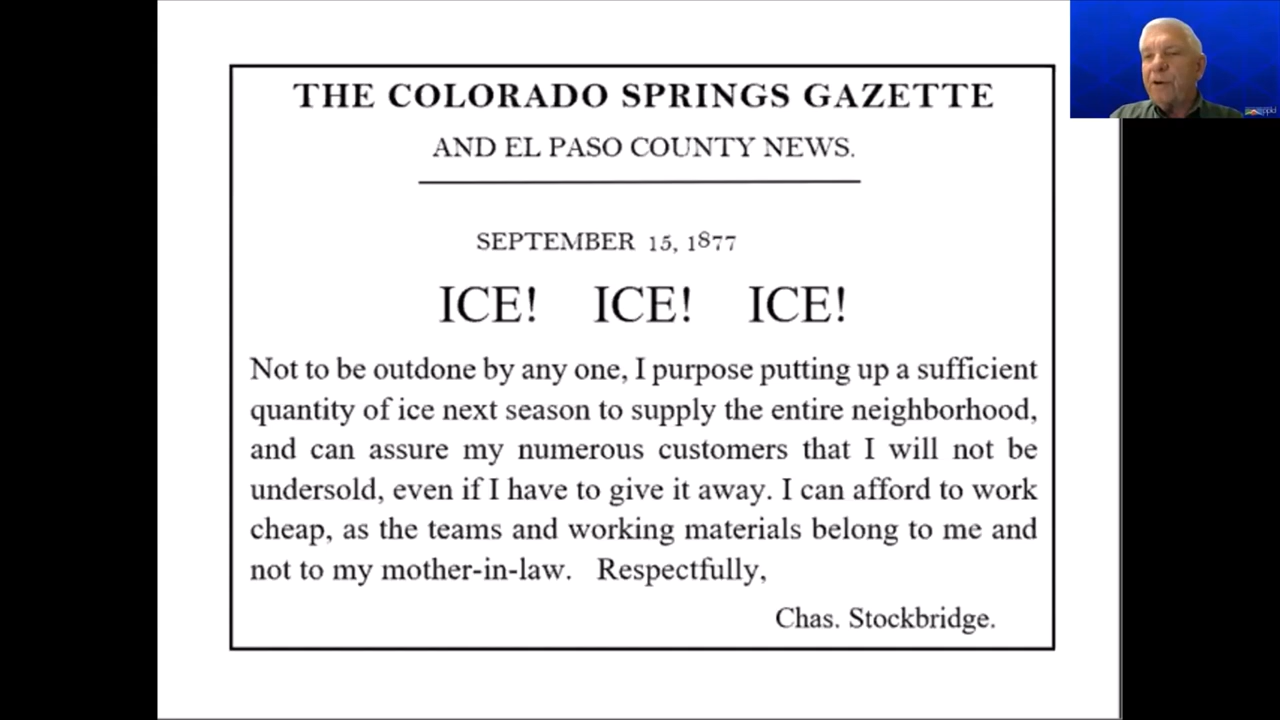 THE COLORADO SPRINGS GAZETTE
AND EL PASO COUNTY NEWS.
SEPTEMBER 15, 1877
ICE! ICE! ICE!
Not to be outdone by any one, I purpose putting up a sufficient
quantity of ice next season to supply the entire neighborhood,
and can assure my numerous customers that I will not be
undersold, even if I have to give it away. I can afford to work
cheap, as the teams and working materials belong to me and
not to my mother-in-law. Respectfully,
Chas. Stockbridge.